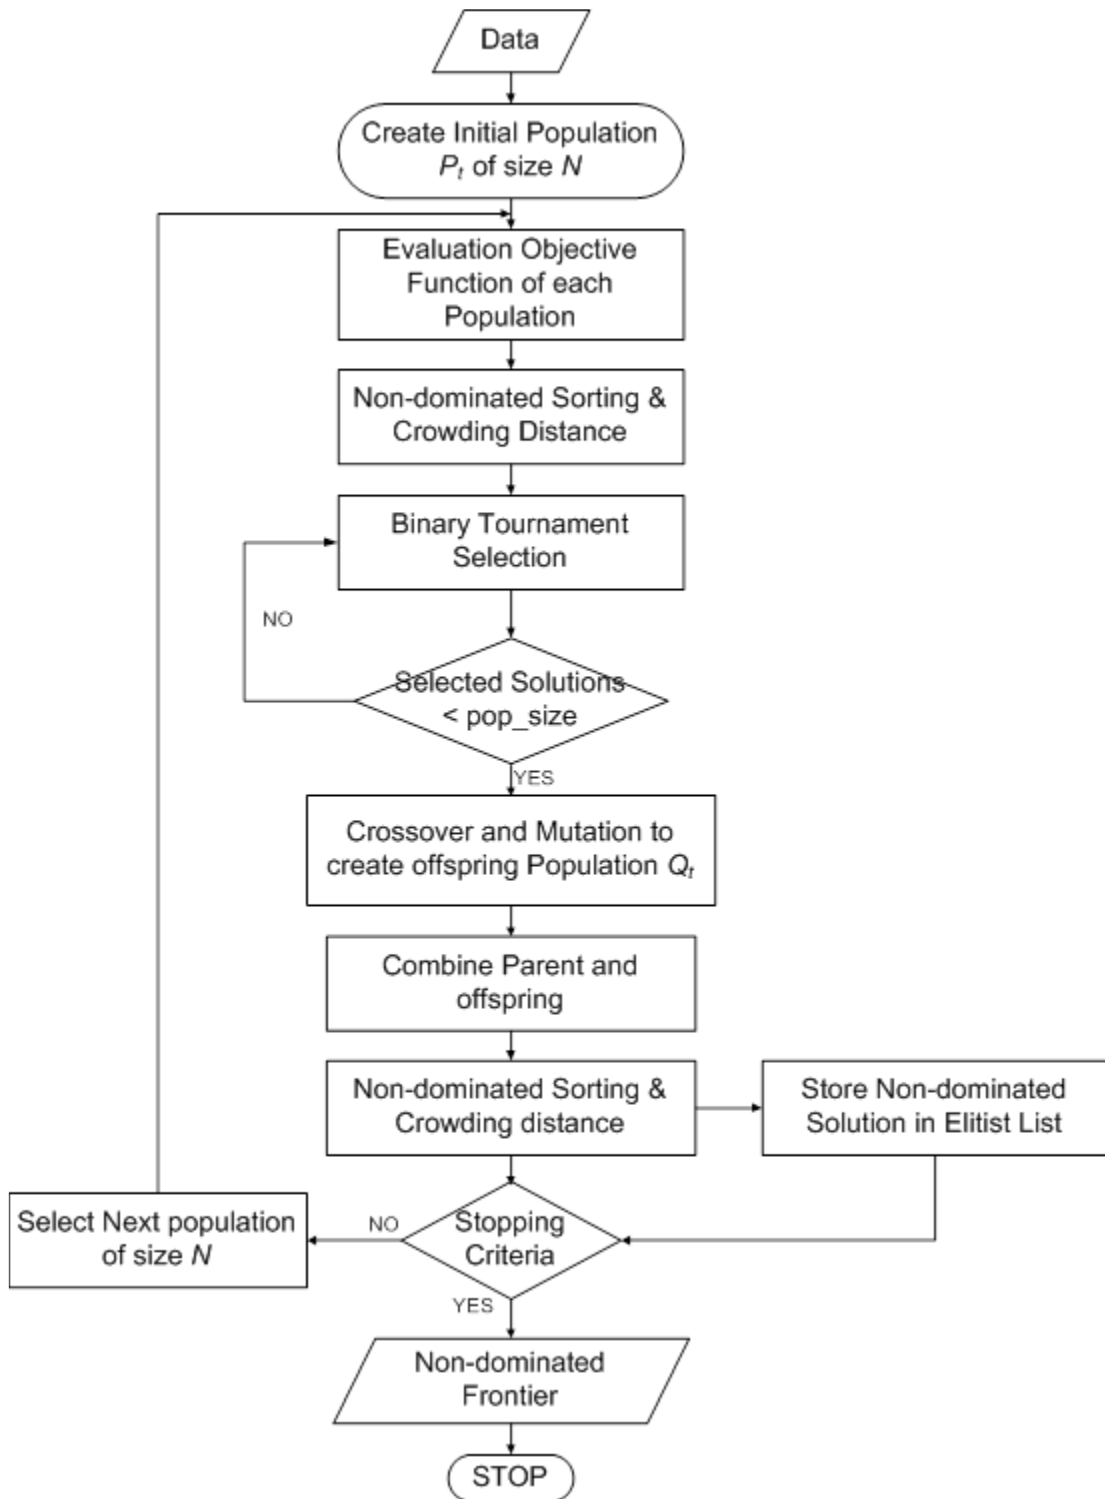 Data
Create Initial Population
Pt of size N
Evaluation Objective
Function of each
Population
Non-dominated Sorting &
Crowding Distance
Binary Tournament
Selection
NO
Selected Solutions
< pop_size
YES
Crossover and Mutation to
create offspring Population Qt
Combine Parent and
offspring
Non-dominated Sorting &
Crowding distance
Store Non-dominated
Solution in Elitist List
Select Next population
of size N
NO
Stopping
Criteria
YES
Non-dominated
Frontier
STOP